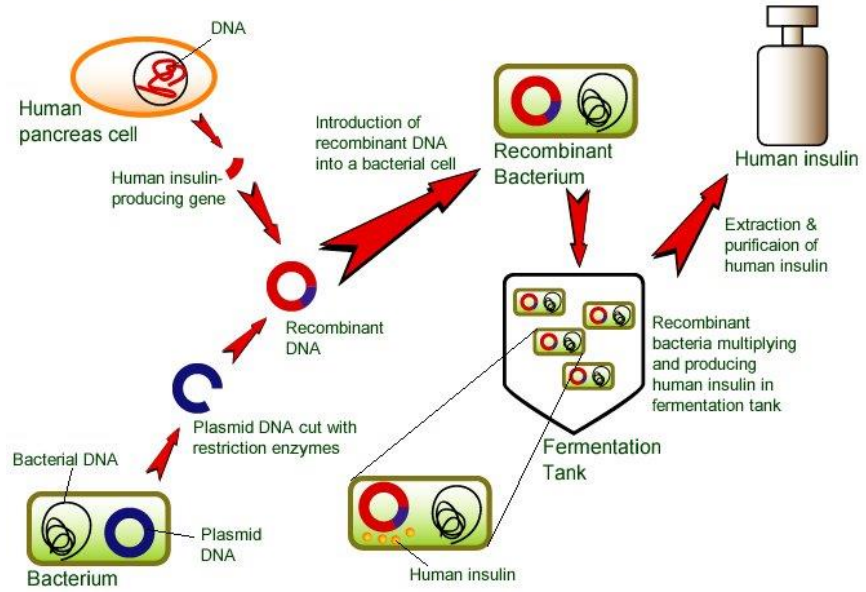 DNA
Human
pancreas cell
Human insulin-
producing gene
Introduction of
recombinant DNA
into a bacterial cell
Recombinant
Bacterium
Human insulin
Extraction &
purificaion of
human insulin
Recombinant
DNA
Recombinant
bacteria multiplying
and producing
human insulin in
fermentation tank
Plasmid DNA cut with
restriction enzymes
Fermentation
Tank
Bacterial DNA
Plasmid
DNA
Bacterium
Human insulin